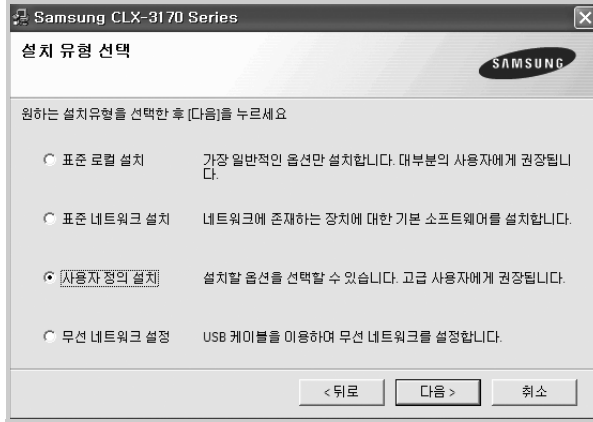 Samsung CLX-3170 Series
설치 유형 선택
SAMSUNG
원하는 설치유형을 선택한 후 [다음]을 누르세요
표준 로컬 설치
가장 일반적인 옵션만 설치합니다. 대부분의 사용자에게 권장됩니
다.
표준 네트워크 설치
네트워크에 존재하는 장치에 대한 기본 소프트웨어를 설치합니다.
사용자 정의 설치
설치할 옵션을 선택할 수 있습니다. 고급 사용자에게 권장됩니다.
무선 네트워크 설정
USB 케이블을 이용하여 무선 네트워크를 설정합니다.
< 뒤로
다음 >
취소